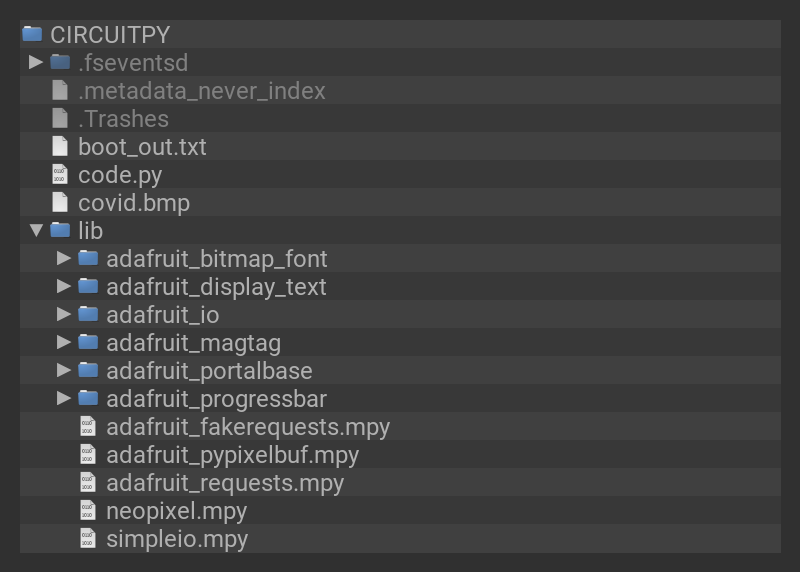 CIRCUITPY
.fseventsd
.metadata_never_index
.Trashes
boot_out.txt
code.py
covid.bmp
lib
adafruit_bitmap_font
adafruit_display_text
adafruit_io
adafruit_magtag
adafruit_portalbase
adafruit_progressbar
adafruit_fakerequests.mpy
adafruit_pypixelbuf.mpy
adafruit_requests.mpy
neopixel.mpy
simpleio.mpy